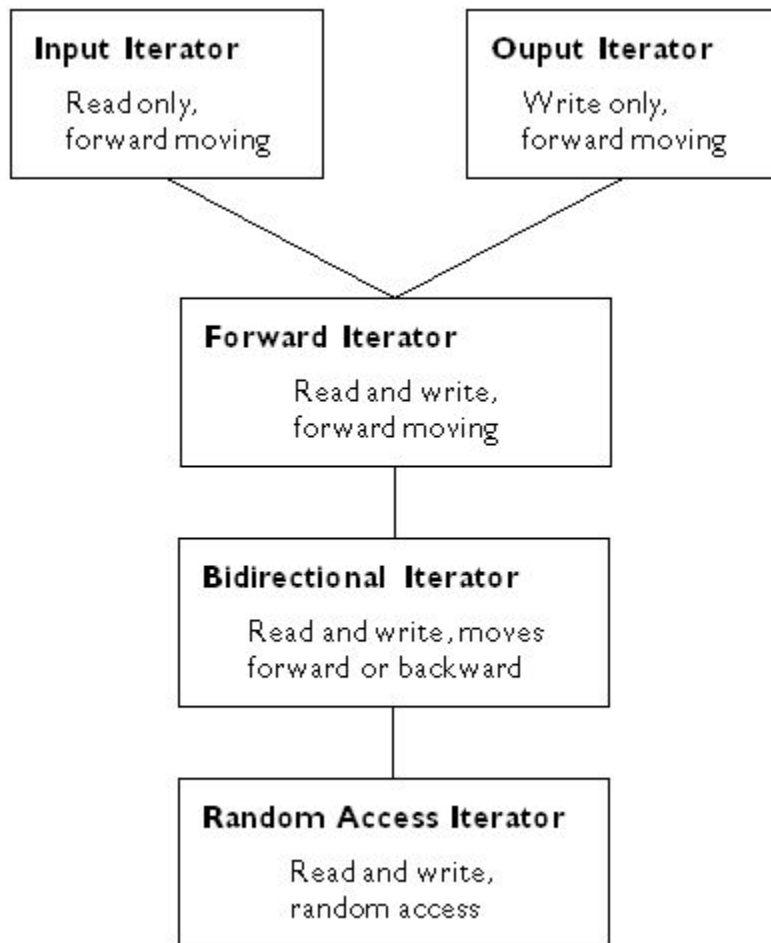 Input Iterator
Read only,
forward moving
Ouput Iterator
Write only,
forward moving
Forward Iterator
Read and write,
forward moving
Bidirectional Iterator
Read and write, moves
forward or backward
Random Access Iterator
Read and write,
random access